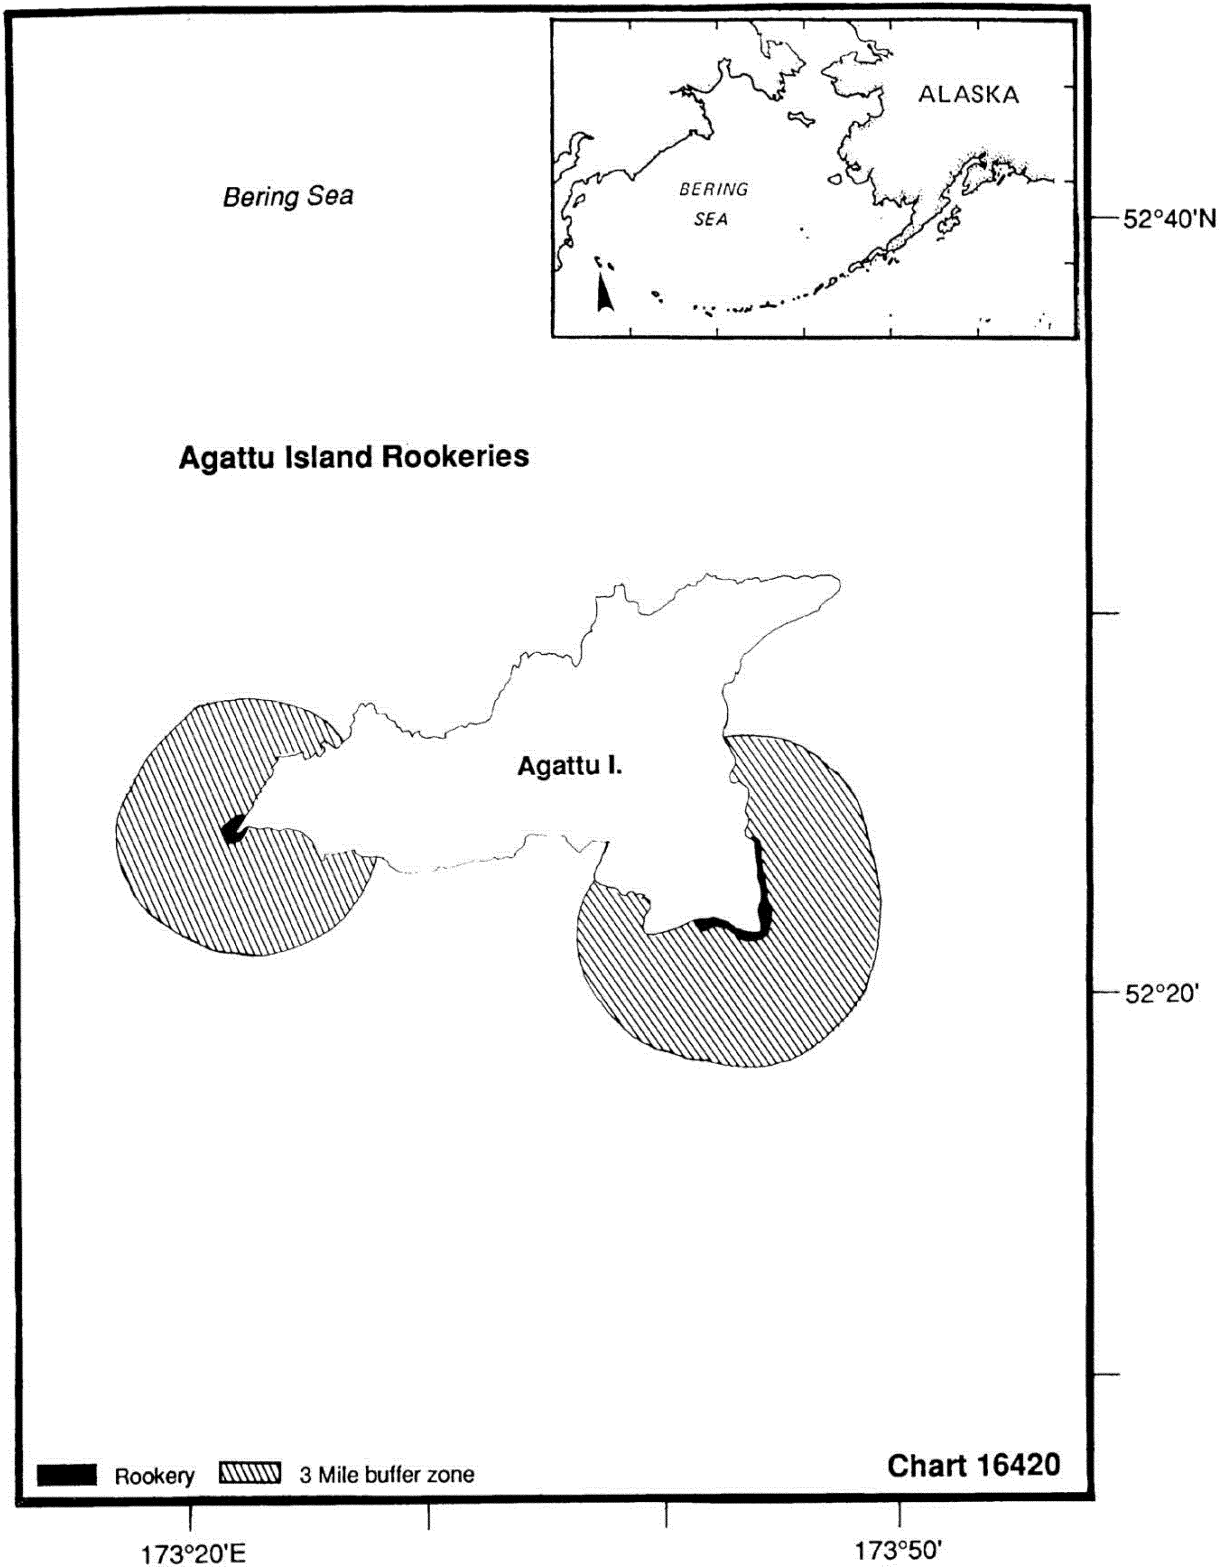 ALASKA
BERING
SEA
Bering Sea
52°40'N
Agattu Island Rookeries
Agattu I.
52°20'
Rookery
3 Mile buffer zone
Chart 16420
173°20'E
173°50'